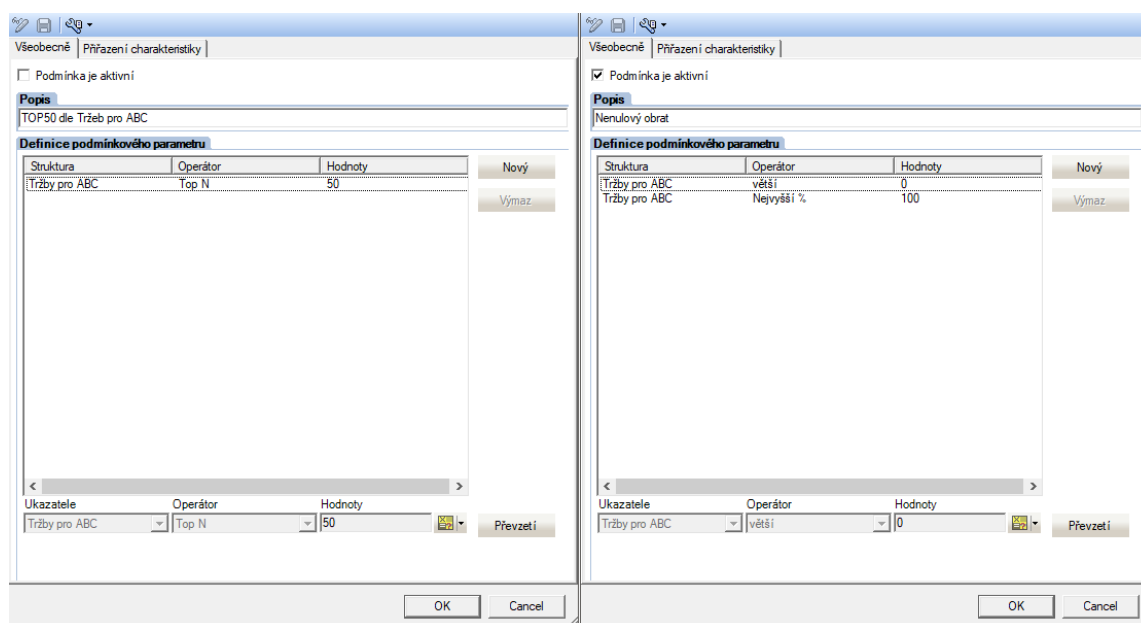 Všeobecně Přiřazení charakteristiky
Podmínka je aktivní
Popis
TOP50 dle Tržeb pro ABC
Definice podmínkového parametru
Struktura Operátor Hodnoty
Tržby pro ABC Top N 50
Nový
Výmaz
Ukazatele Operátor Hodnoty
Tržby pro ABC Top N 50
Převzetí
OK Cancel
Všeobecně Přiřazení charakteristiky
Podmínka je aktivní
Popis
Nenulový obrat
Definice podmínkového parametru
Struktura Operátor Hodnoty
Tržby pro ABC větší 0
Tržby pro ABC Nejvyšší % 100
Nový
Výmaz
Ukazatele Operátor Hodnoty
Tržby pro ABC větší 0
Převzetí
OK Cancel